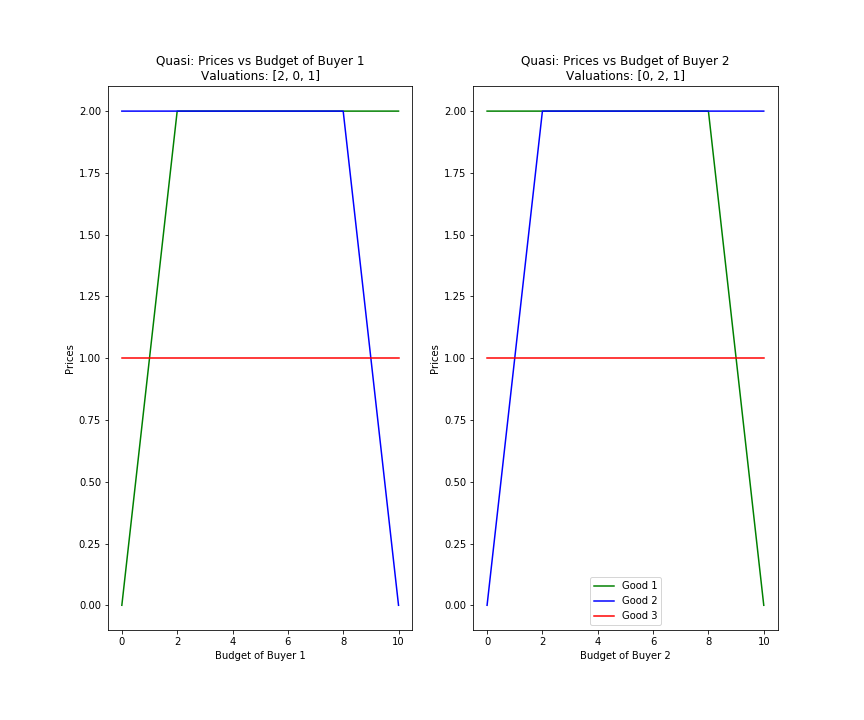 Quasi: Prices vs Budget of Buyer 1
Valuations: [2, 0, 1]
2.00
1.75
1.50
1.25
1.00
0.75
0.50
0.25
0.00
Prices
0 2 4 6 8 10
Budget of Buyer 1
Quasi: Prices vs Budget of Buyer 2
Valuations: [0, 2, 1]
2.00
1.75
1.50
1.25
1.00
0.75
0.50
0.25
0.00
Prices
Good 1
Good 2
Good 3
0 2 4 6 8 10
Budget of Buyer 2